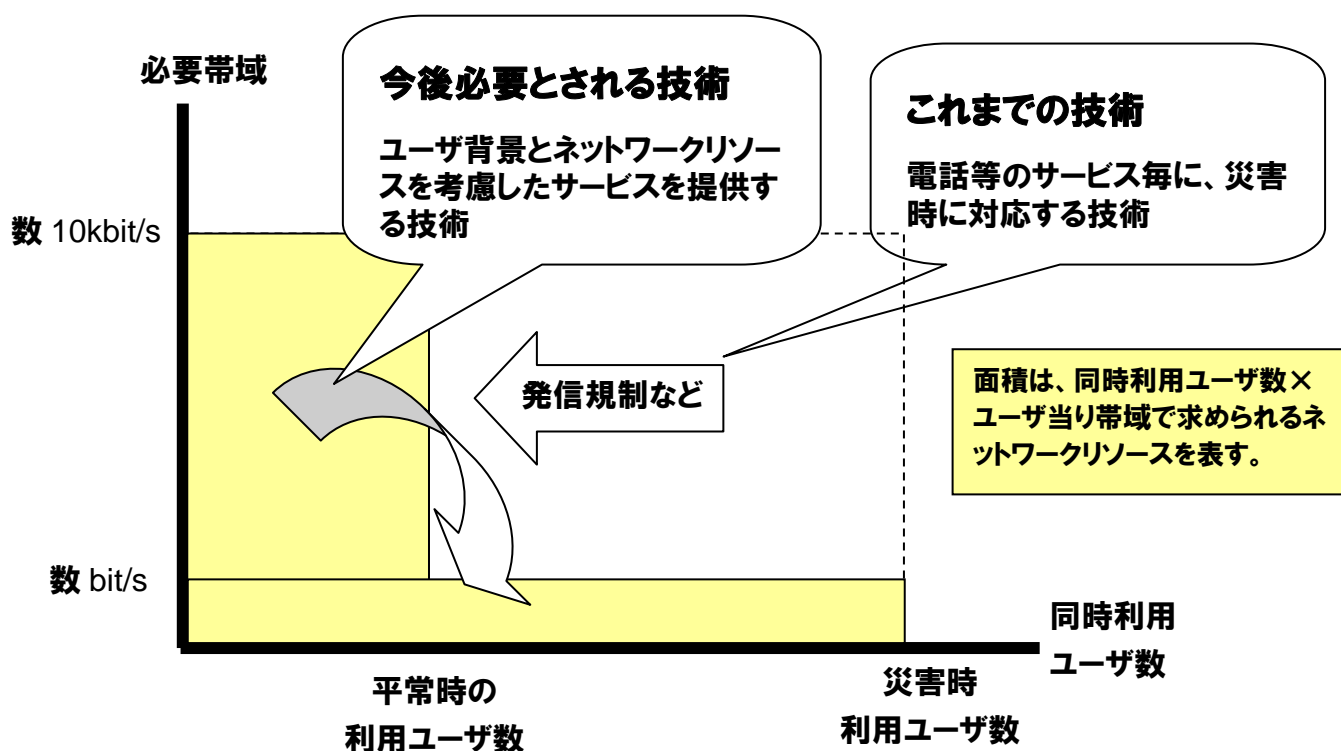 必要帯域
今後必要とされる技術
ユーザ背景とネットワークリソー
スを考慮したサービスを提供す
る技術
これまでの技術
電話等のサービス毎に、災害
時に対応する技術
数 10kbit/s
発信規制など
面積は、同時利用ユーザ数×
ユーザ当り帯域で求められるネ
ットワークリソースを表す。
数 bit/s
同時利用
ユーザ数
平常時の
利用ユーザ数
災害時
利用ユーザ数